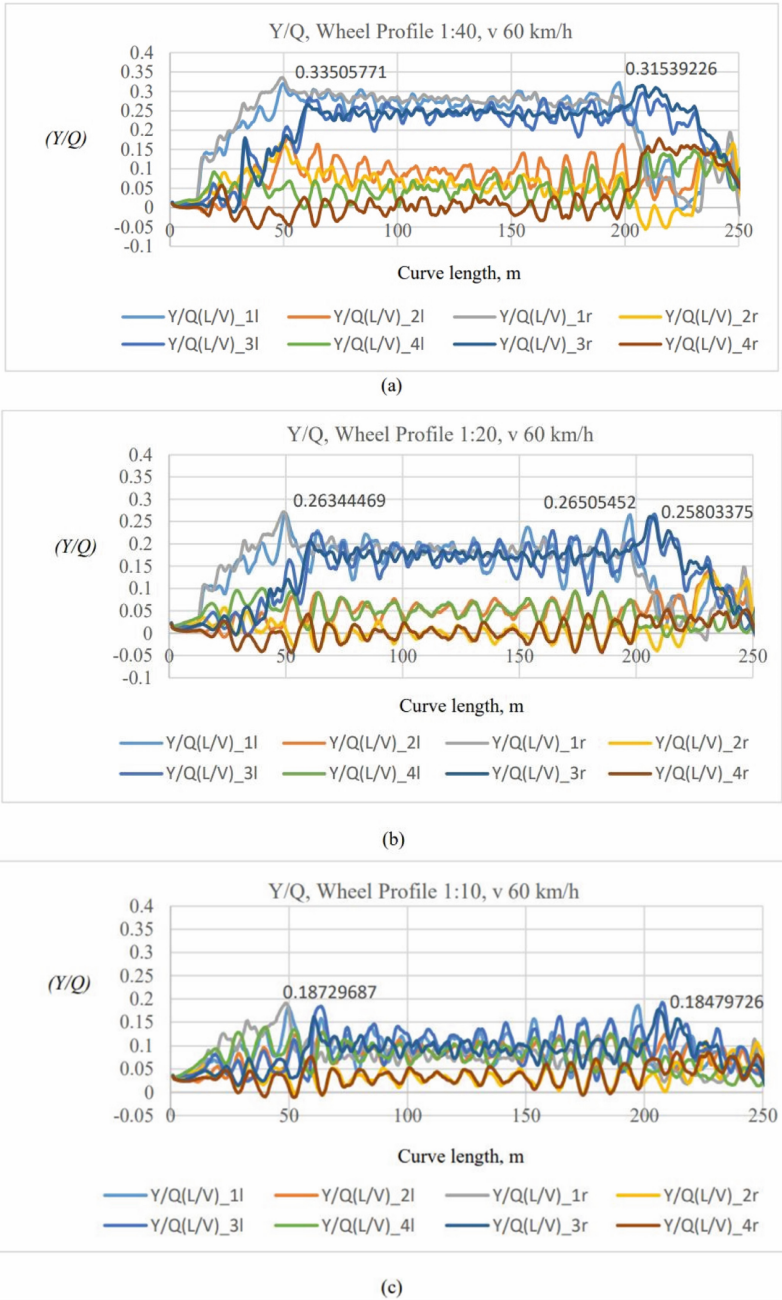 Y/Q, Wheel Profile 1:40, v 60 km/h
0.4
0.35
0.3
0.25
0.2
0.15
0.1
0.05
0
-0.05
-0.1
(Y/Q)
0.33505771
0.31539226
0 50 100 150 200 250
Curve length, m
Y/Q(L/V)_1l Y/Q(L/V)_2l Y/Q(L/V)_1r Y/Q(L/V)_2r
Y/Q(L/V)_3l Y/Q(L/V)_4l Y/Q(L/V)_3r Y/Q(L/V)_4r
(a)
Y/Q, Wheel Profile 1:20, v 60 km/h
0.4
0.35
0.3
0.25
0.2
0.15
0.1
0.05
0
-0.05
-0.1
(Y/Q)
0.26344469
0.26505452
0.25803375
0 50 100 150 200 250
Curve length, m
Y/Q(L/V)_1l Y/Q(L/V)_2l Y/Q(L/V)_1r Y/Q(L/V)_2r
Y/Q(L/V)_3l Y/Q(L/V)_4l Y/Q(L/V)_3r Y/Q(L/V)_4r
(b)
Y/Q, Wheel Profile 1:10, v 60 km/h
0.4
0.35
0.3
0.25
0.2
0.15
0.1
0.05
0
-0.05
(Y/Q)
0.18729687
0.18479726
0 50 100 150 200 250
Curve length, m
Y/Q(L/V)_1l Y/Q(L/V)_2l Y/Q(L/V)_1r Y/Q(L/V)_2r
Y/Q(L/V)_3l Y/Q(L/V)_4l Y/Q(L/V)_3r Y/Q(L/V)_4r
(c)